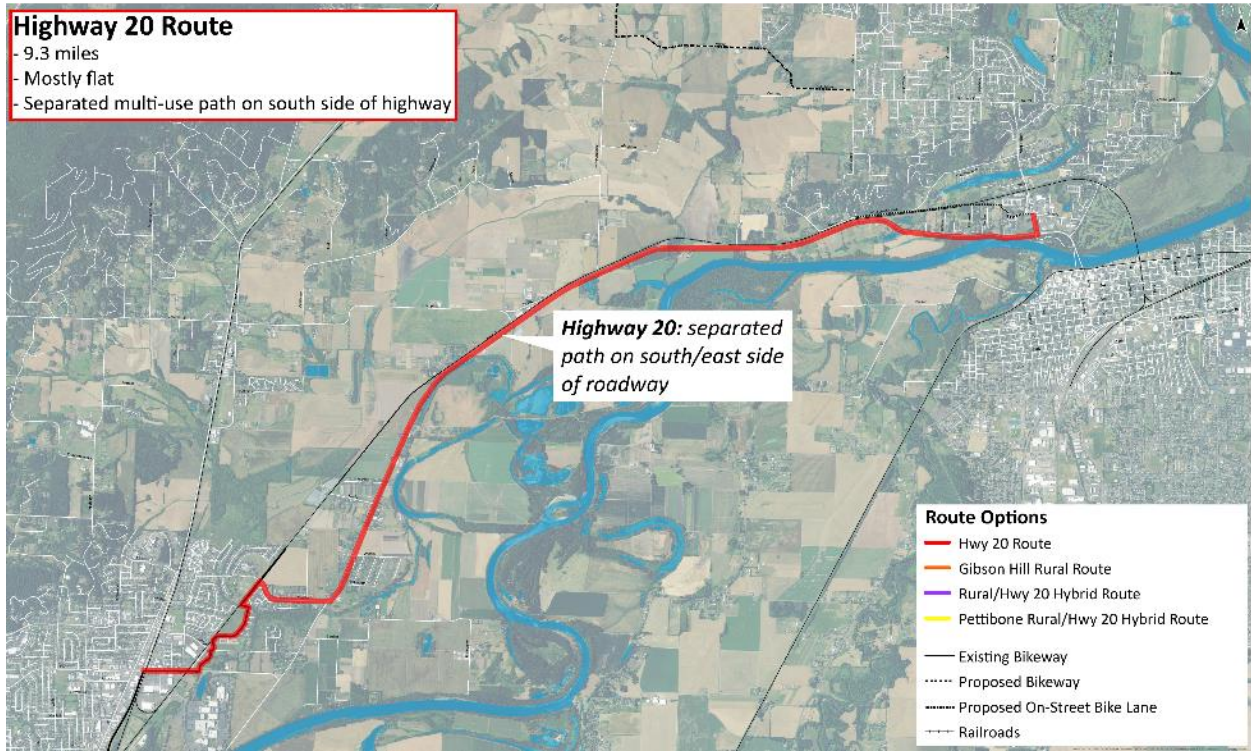 Highway 20 Route
- 9.3 miles
- Mostly flat
- Separated multi-use path on south side of highway
Highway 20: separated
path on south/east side
of roadway
Route Options
Hwy 20 Route
Gibson Hill Rural Route
Rural/Hwy 20 Hybrid Route
Pettibone Rural/Hwy 20 Hybrid Route
Existing Bikeway
Proposed Bikeway
Proposed On-Street Bike Lane
Railroads